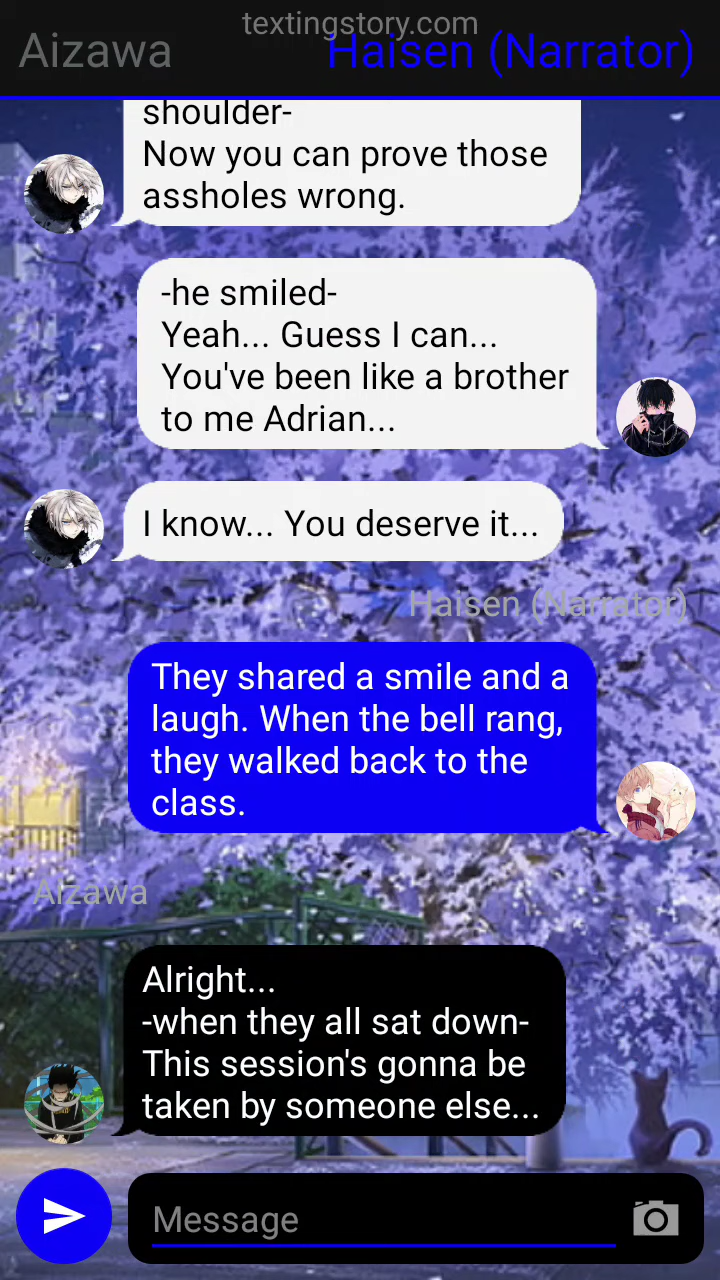 textingstory.com
Aizawa
Haisen (Narrator)
shoulder-
Now you can prove those
assholes wrong.
-he smiled-
Yeah... Guess I can...
You've been like a brother
to me Adrian...
I know... You deserve it...
Haisen (Narrator)
They shared a smile and a
laugh. When the bell rang,
they walked back to the
class.
Aizawa
Alright...
-when they all sat down-
This session's gonna be
taken by someone else...
Message